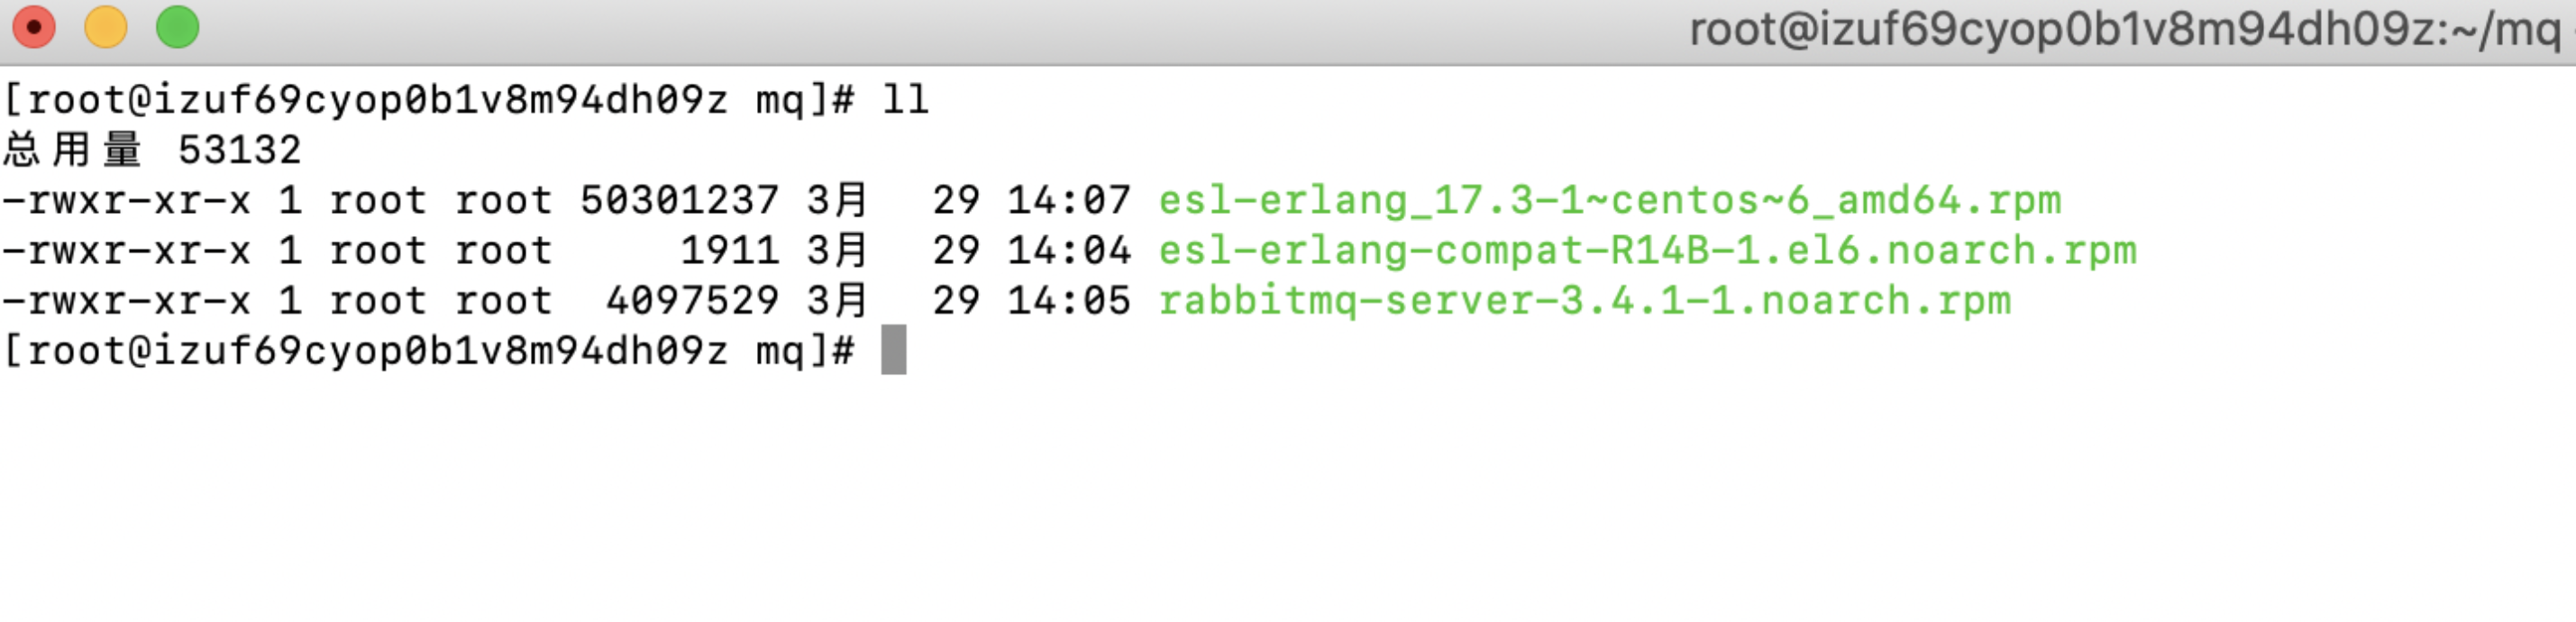 root@izuf69cyop0b1v8m94dh09z:~/mq
[root@izuf69cyop0b1v8m94dh09z mq]# ll
总用量 53132
-rwxr-xr-x 1 root root 50301237 3月  29 14:07 esl-erlang_17.3-1~centos~6_amd64.rpm
-rwxr-xr-x 1 root root     1911 3月  29 14:04 esl-erlang-compat-R14B-1.el6.noarch.rpm
-rwxr-xr-x 1 root root  4097529 3月  29 14:05 rabbitmq-server-3.4.1-1.noarch.rpm
[root@izuf69cyop0b1v8m94dh09z mq]#